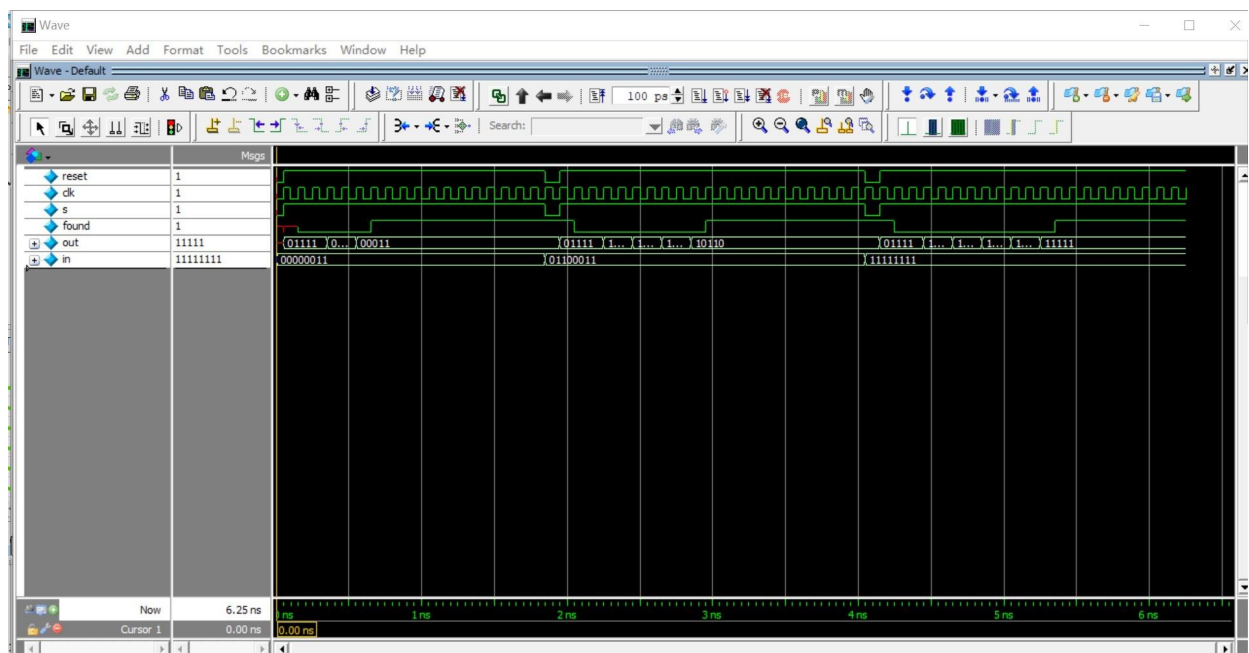 Wave
File Edit View Add Format Tools Bookmarks Window Help
Wave - Default
100 ps
Search:
Msgs
reset 1
clk 1
s 1
found 1
out 11111 01111 0... 00011 01111 1... 1... 1... 10110 01111 1... 1... 1... 1... 11111
in 11111111 00000011 01100011 11111111
Now 6.25 ns ns 1 ns 2 ns 3 ns 4 ns 5 ns 6 ns
Cursor 1 0.00 ns 0.00 ns